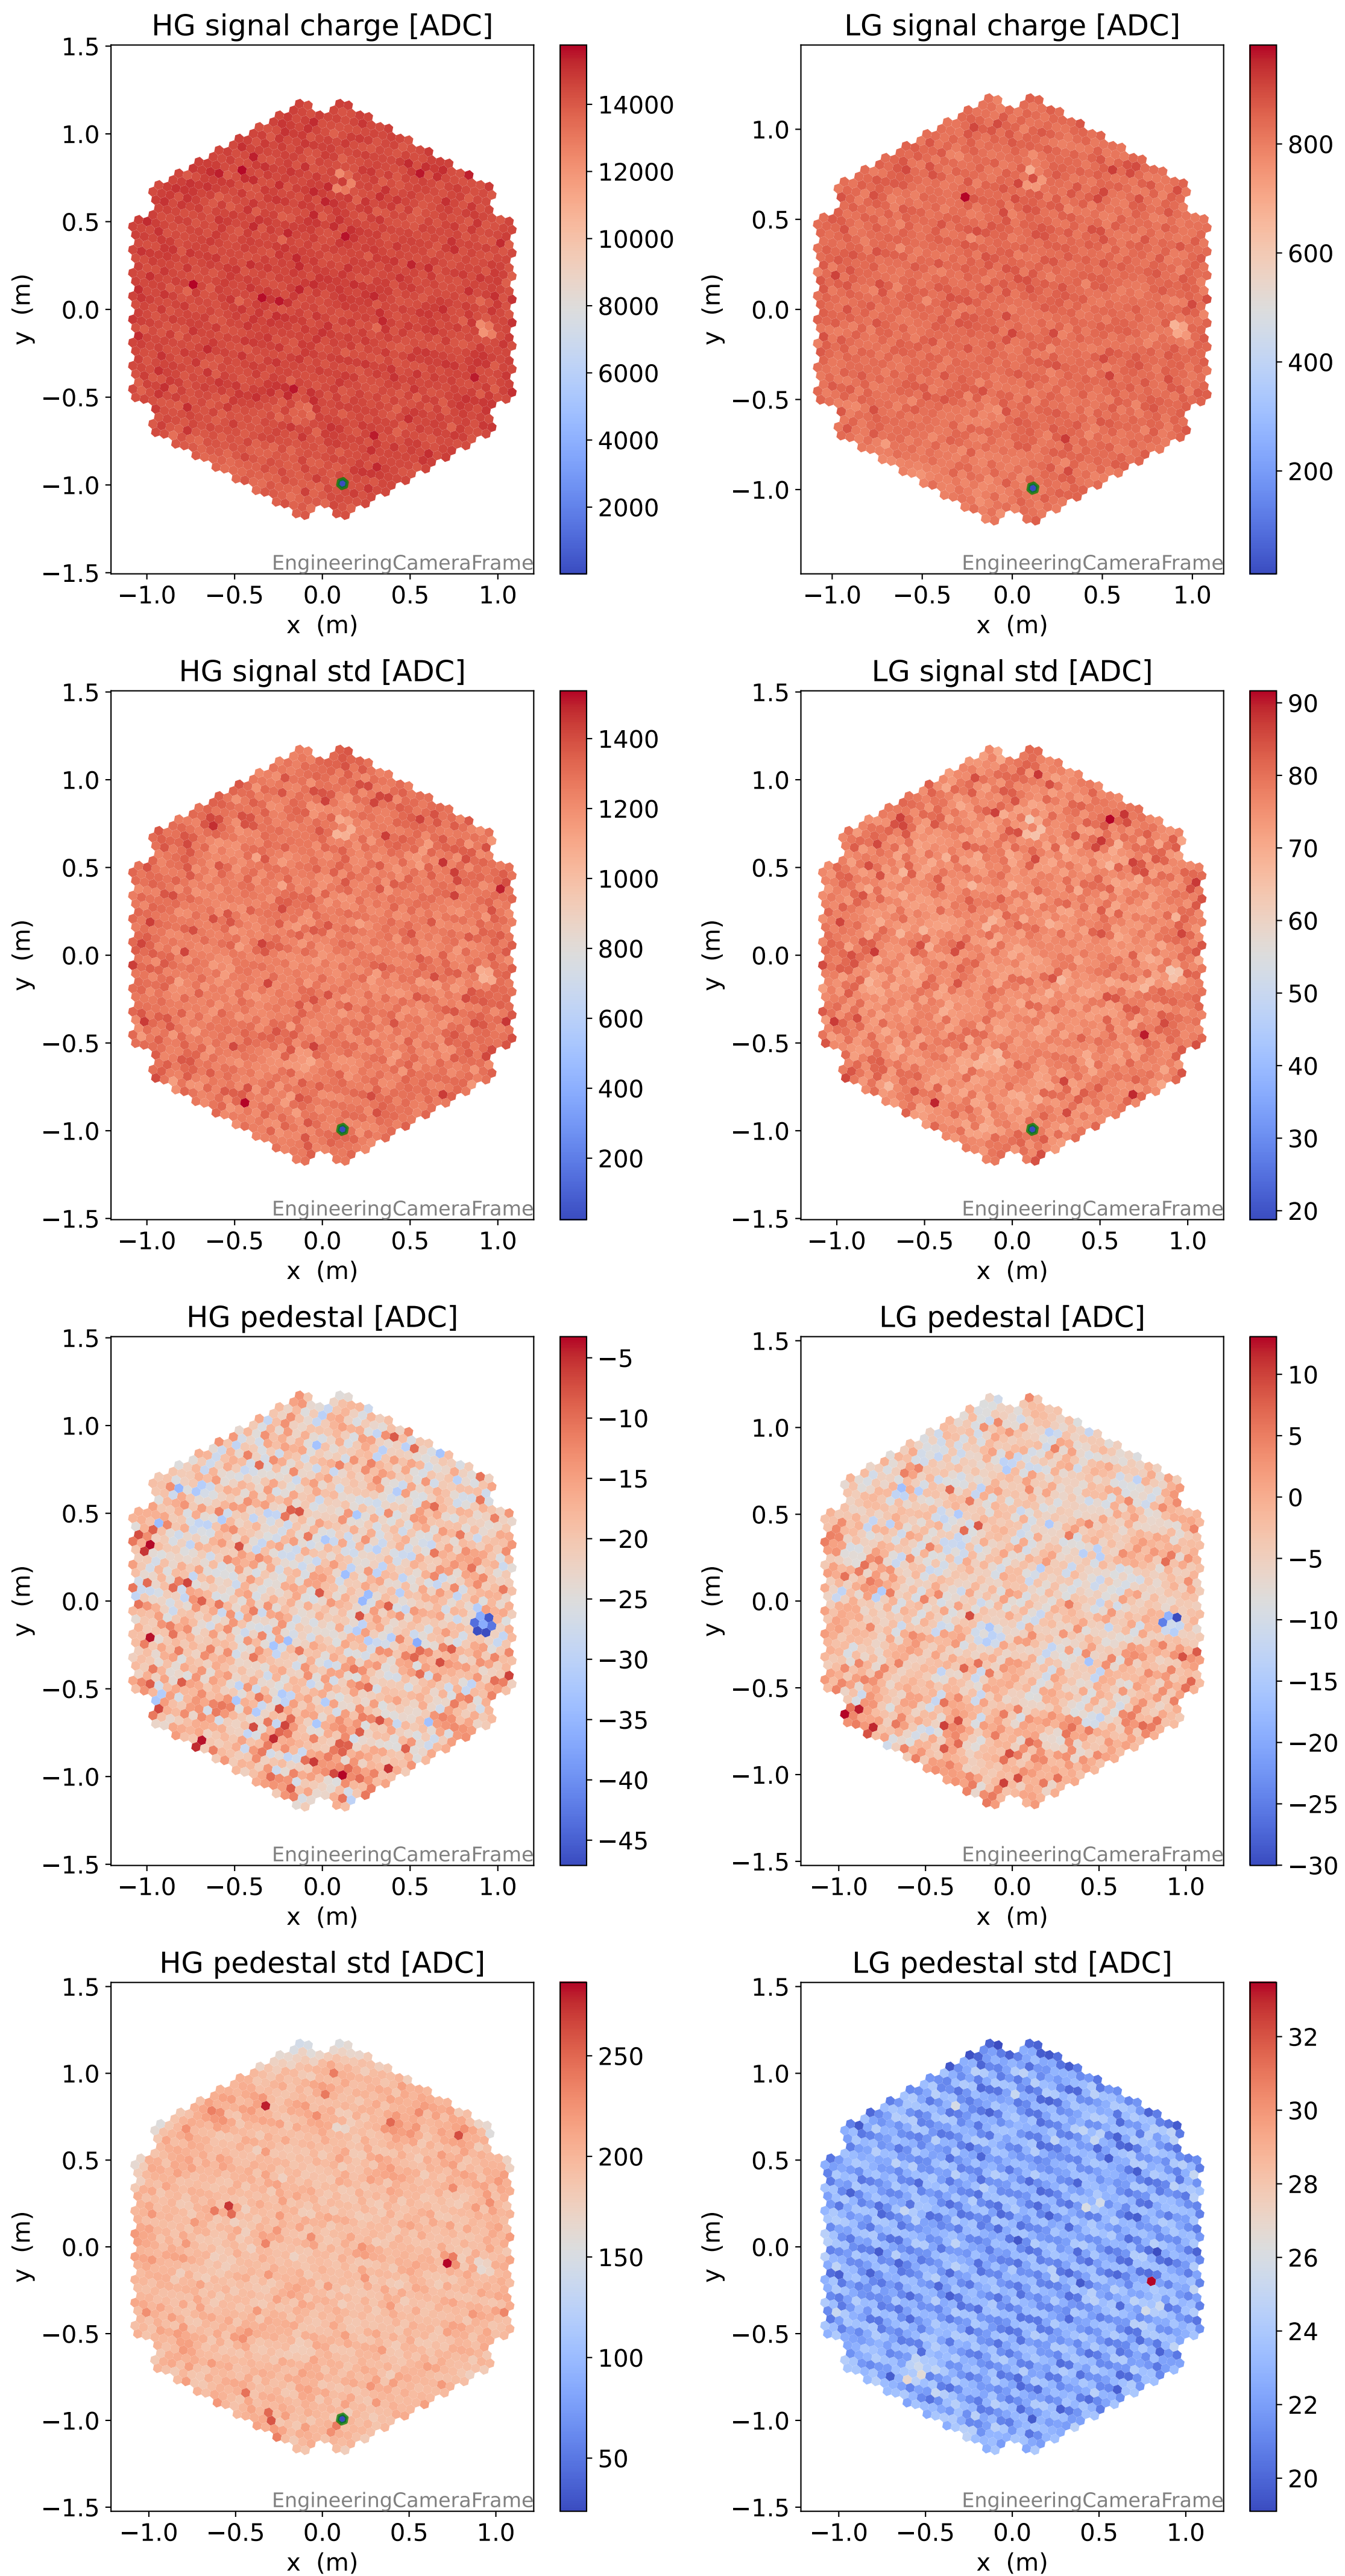 HG signal charge [ADC]
1.5
1.0
0.5
0.0
−0.5
−1.0
−1.5
y (m)
−1.0 −0.5 0.0 0.5 1.0
x (m)
EngineeringCameraFrame
14000
12000
10000
8000
6000
4000
2000
LG signal charge [ADC]
1.0
0.5
0.0
−0.5
−1.0
y (m)
−1.0 −0.5 0.0 0.5 1.0
x (m)
EngineeringCameraFrame
800
600
400
200
HG signal std [ADC]
1.5
1.0
0.5
0.0
−0.5
−1.0
−1.5
y (m)
−1.0 −0.5 0.0 0.5 1.0
x (m)
EngineeringCameraFrame
1400
1200
1000
800
600
400
200
LG signal std [ADC]
1.5
1.0
0.5
0.0
−0.5
−1.0
−1.5
y (m)
−1.0 −0.5 0.0 0.5 1.0
x (m)
EngineeringCameraFrame
90
80
70
60
50
40
30
20
HG pedestal [ADC]
1.5
1.0
0.5
0.0
−0.5
−1.0
−1.5
y (m)
−1.0 −0.5 0.0 0.5 1.0
x (m)
EngineeringCameraFrame
−5
−10
−15
−20
−25
−30
−35
−40
−45
LG pedestal [ADC]
1.5
1.0
0.5
0.0
−0.5
−1.0
−1.5
y (m)
−1.0 −0.5 0.0 0.5 1.0
x (m)
EngineeringCameraFrame
10
5
0
−5
−10
−15
−20
−25
−30
HG pedestal std [ADC]
1.5
1.0
0.5
0.0
−0.5
−1.0
−1.5
y (m)
−1.0 −0.5 0.0 0.5 1.0
x (m)
EngineeringCameraFrame
250
200
150
100
50
LG pedestal std [ADC]
1.5
1.0
0.5
0.0
−0.5
−1.0
−1.5
y (m)
−1.0 −0.5 0.0 0.5 1.0
x (m)
EngineeringCameraFrame
32
30
28
26
24
22
20